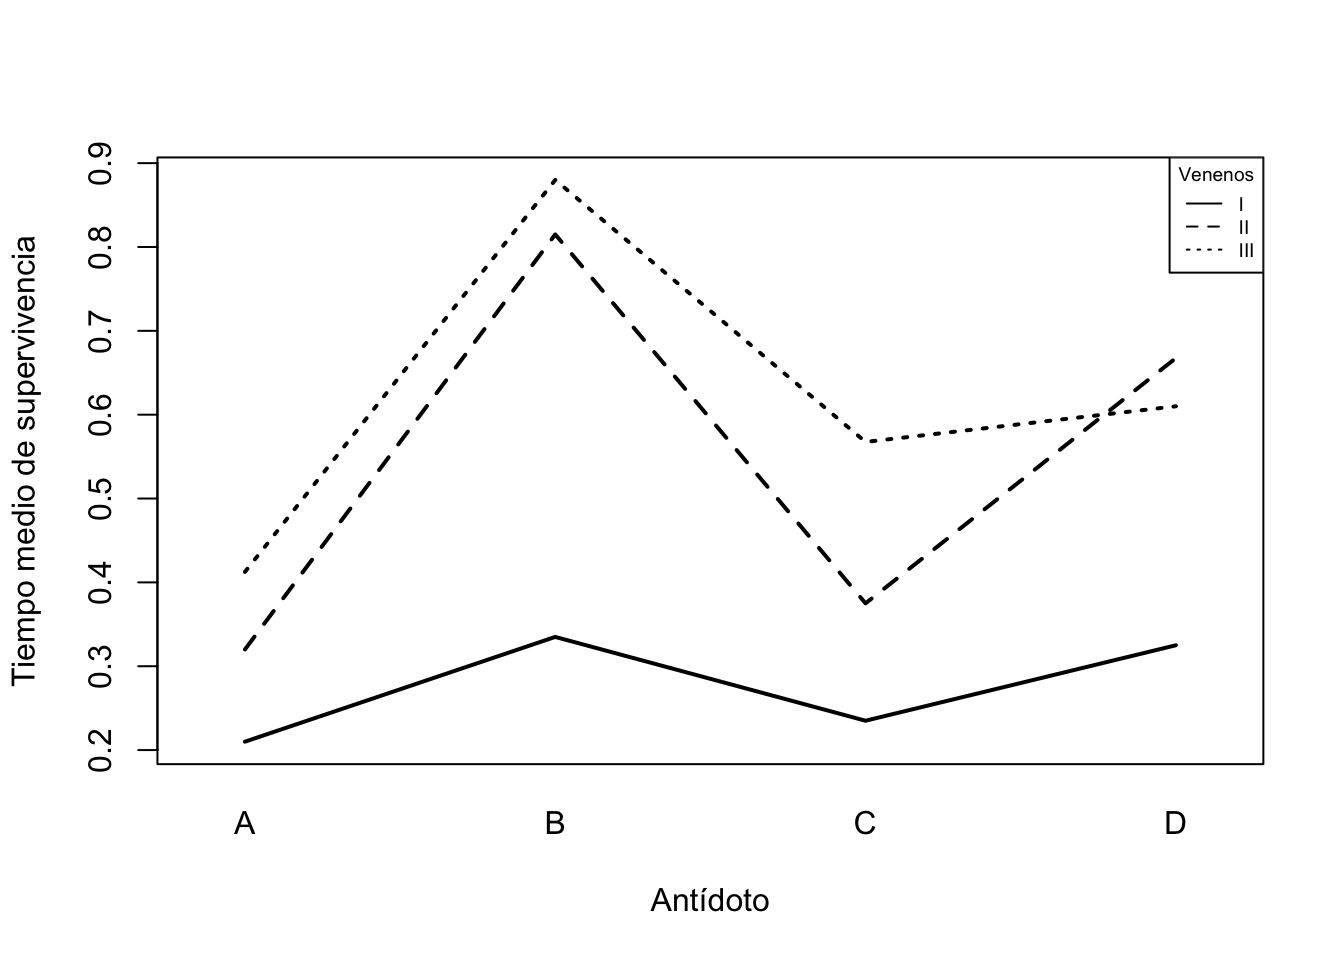 Tiempo medio de supervivencia
0.9
0.8
0.7
0.6
0.5
0.4
0.3
0.2
Venenos
I
II
III
A B C D
Antídoto